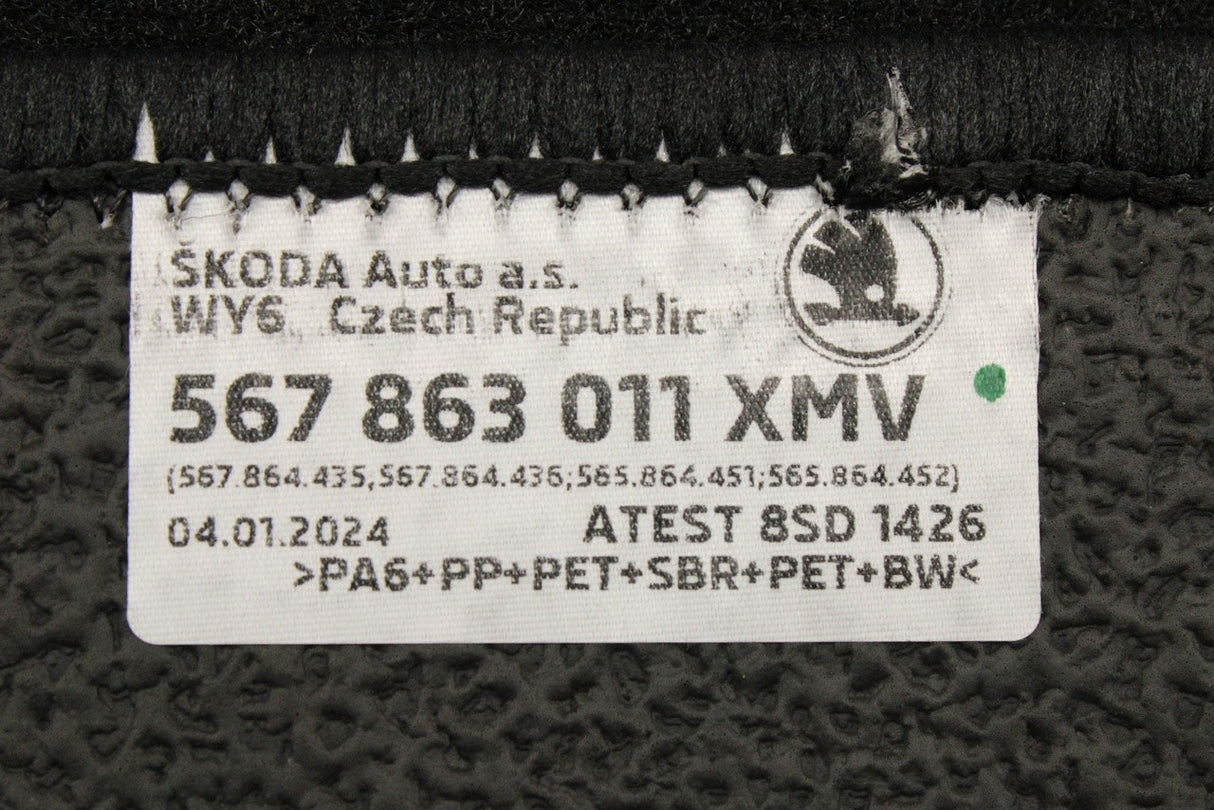 ŠKODA Auto a.s.
WY6 Czech Republic
567 863 011 XMV
(567.864.435,567.864.436;565.864.451;565.864.452)
04.01.2024 ATEST 8SD 1426
>PA6+PP+PET+SBR+PET+BW<